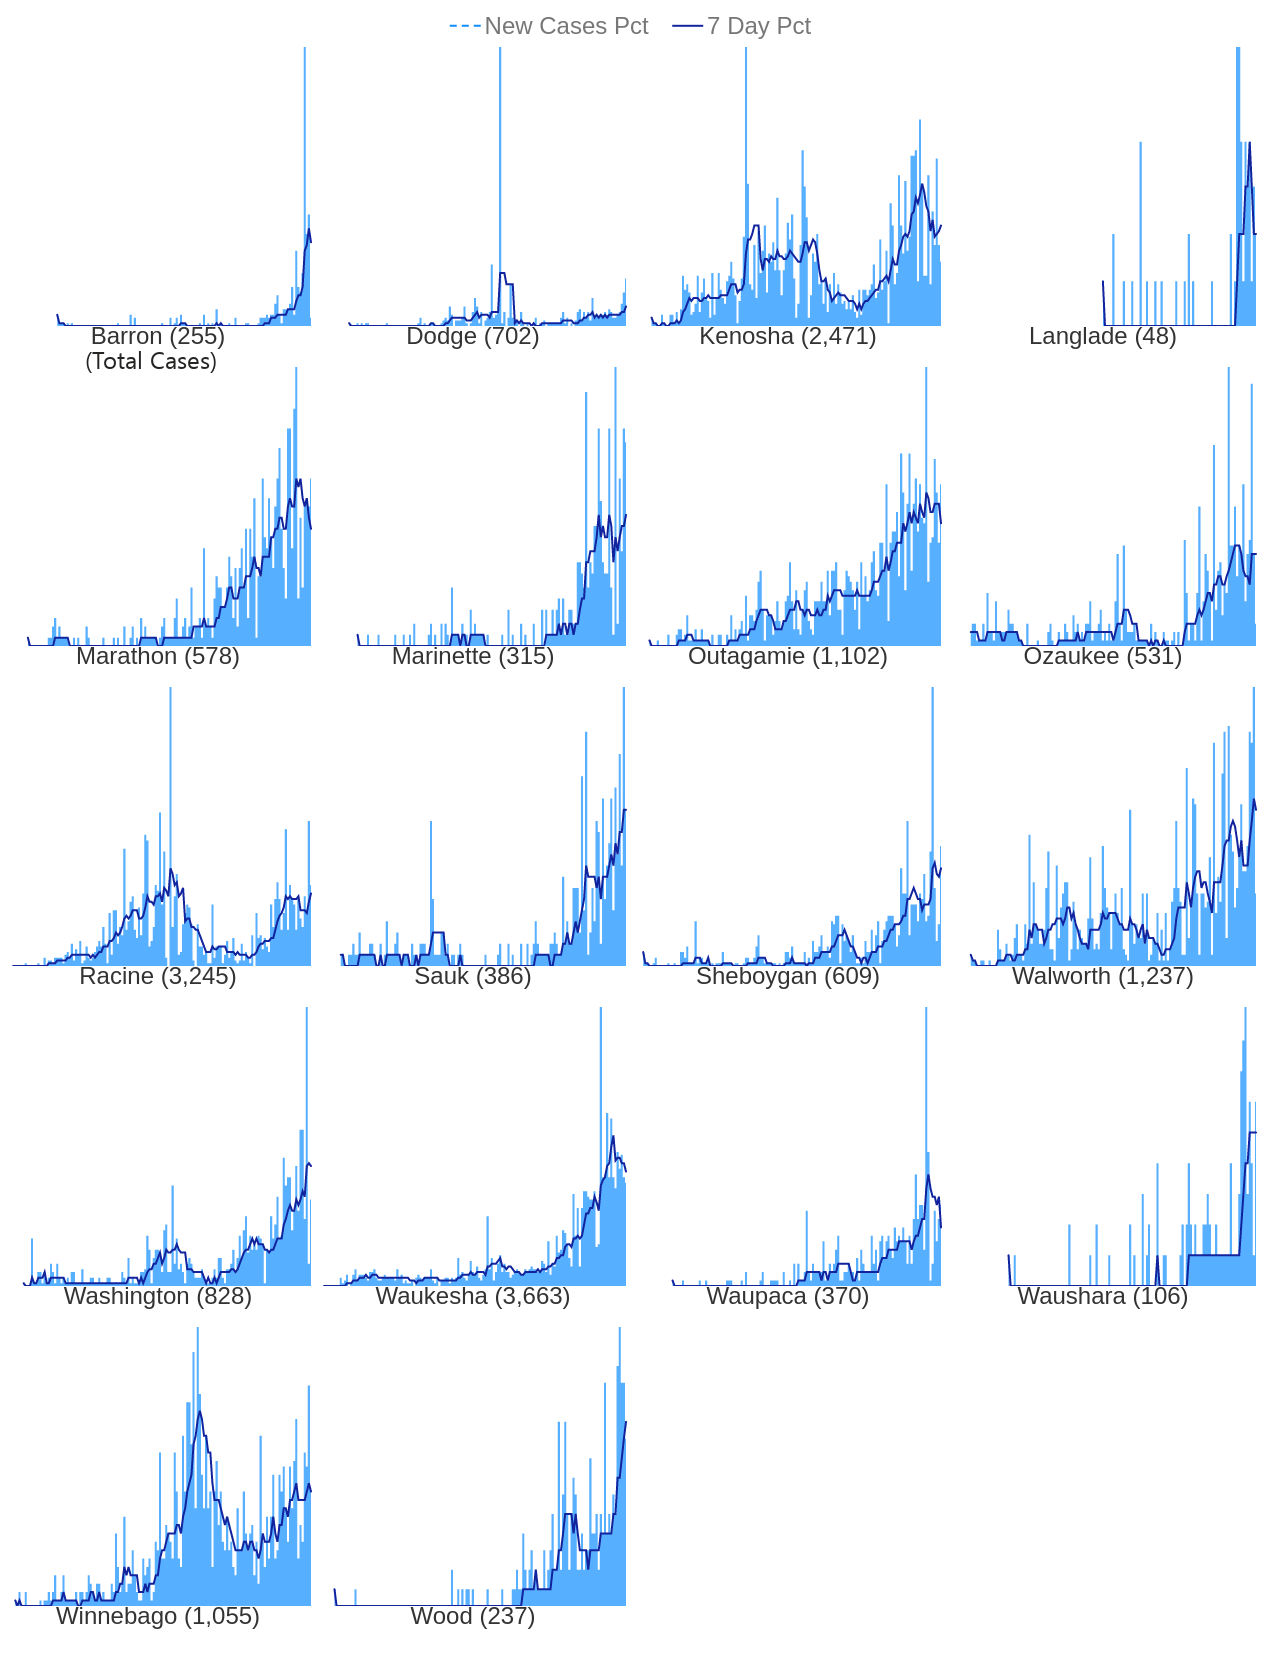 New Cases Pct 7 Day Pct
Barron (255) Dodge (702) Kenosha (2,471) Langlade (48)
(Total Cases)
Marathon (578) Marinette (315) Outagamie (1,102) Ozaukee (531)
Racine (3,245) Sauk (386) Sheboygan (609) Walworth (1,237)
Washington (828) Waukesha (3,663) Waupaca (370) Waushara (106)
Winnebago (1,055) Wood (237)